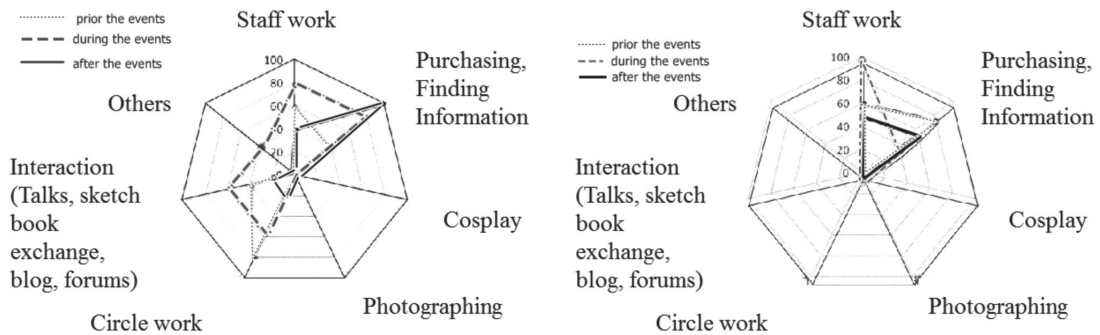 prior the events
during the events
after the events
Staff work
100
80
60
40
20
0
Purchasing,
Finding
Information
Others
Interaction
(Talks, sketch
book
exchange,
blog, forums)
Cosplay
Photographing
Circle work
prior the events
during the events
after the events
Staff work
100
80
60
40
20
0
Purchasing,
Finding
Information
Others
Interaction
(Talks, sketch
book
exchange,
blog, forums)
Cosplay
Photographing
Circle work